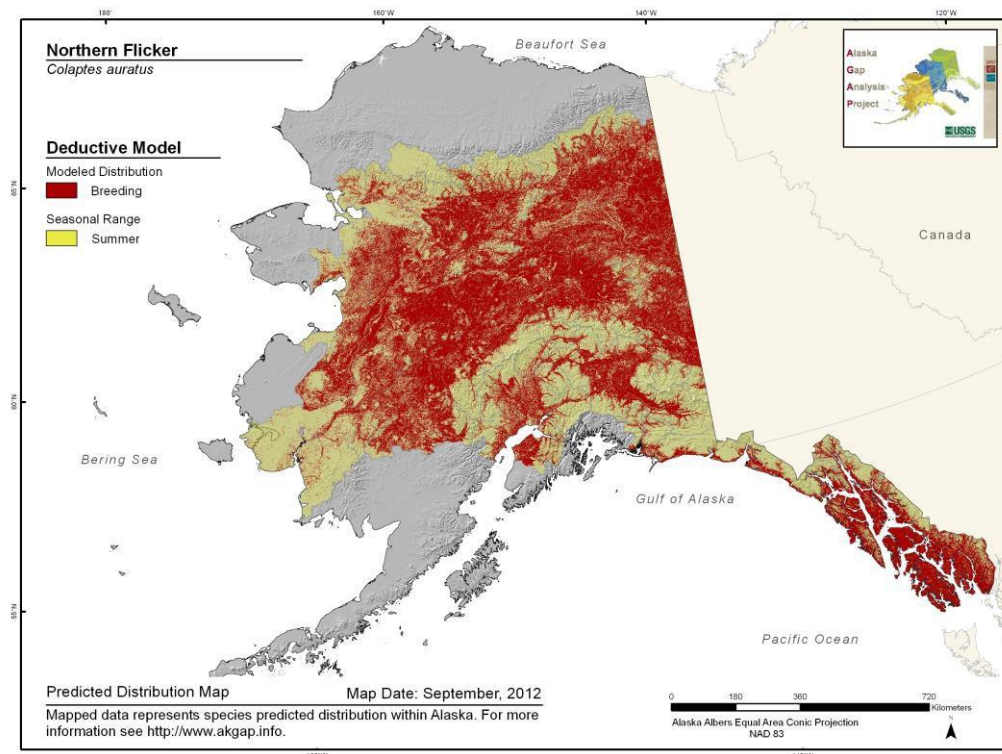 180°
160°W
140°W
120°W
Northern Flicker
Colaptes auratus
Beaufort Sea
Alaska
Gap
Analysis
Project
USGS
Deductive Model
Modeled Distribution
Breeding
Seasonal Range
Summer
65°N
Canada
60°N
Bering Sea
Gulf of Alaska
55°N
Pacific Ocean
Predicted Distribution Map
Map Date: September, 2012
Mapped data represents species predicted distribution within Alaska. For more
information see http://www.akgap.info.
0 180 360 720
Kilometers
Alaska Albers Equal Area Conic Projection
NAD 83
N